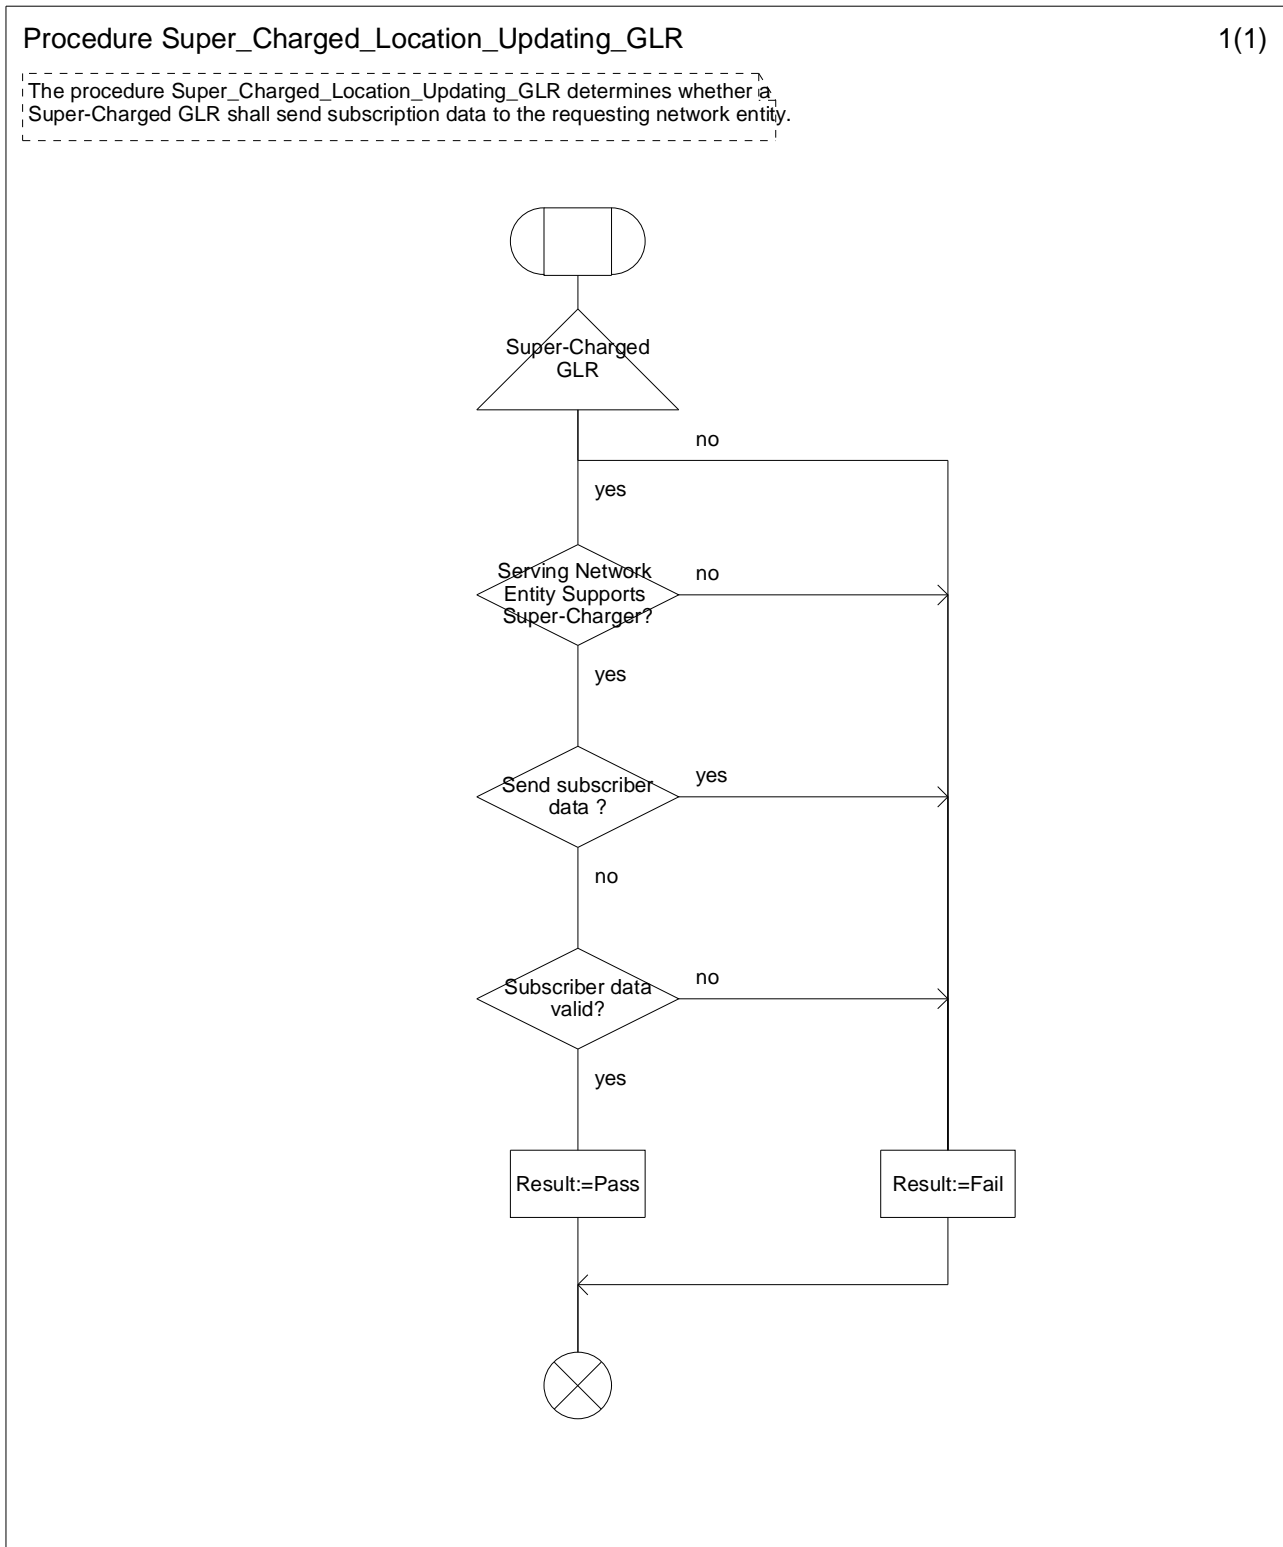 Procedure Super_Charged_Location_Updating_GLR
1(1)
The procedure Super_Charged_Location_Updating_GLR determines whether a
Super-Charged GLR shall send subscription data to the requesting network entity.
Super-Charged
GLR
no
yes
Serving Network
Entity Supports
Super-Charger?
no
yes
Send subscriber
data ?
yes
no
Subscriber data
valid?
no
yes
Result:=Pass
Result:=Fail